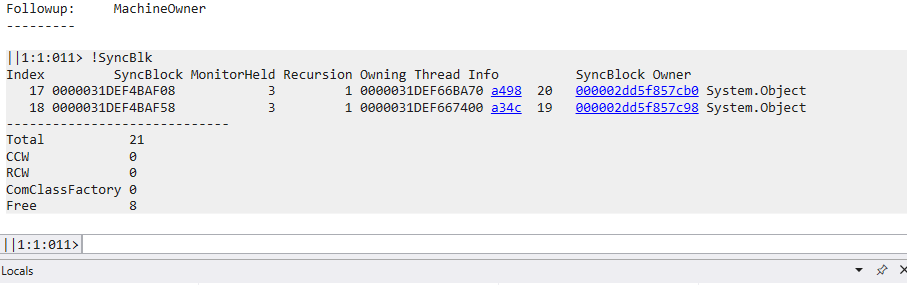 Followup:     MachineOwner
---------
||1:1:011> !SyncBlk
Index         SyncBlock MonitorHeld Recursion Owning Thread Info          SyncBlock Owner
   17 0000031DEF4BAF08            3         1 0000031DEF66BA70 a498  20   000002dd5f857cb0 System.Object
   18 0000031DEF4BAF58            3         1 0000031DEF667400 a34c  19   000002dd5f857c98 System.Object
-----------------------------
Total           21
CCW             0
RCW             0
ComClassFactory 0
Free            8
||1:1:011>
Locals